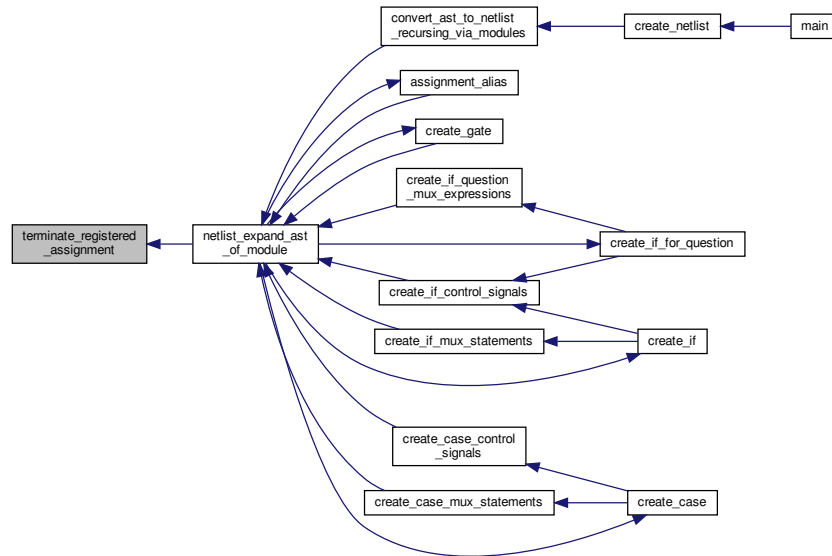 convert_ast_to_netlist
_recursing_via_modules
create_netlist
main
assignment_alias
create_gate
create_if_question
_mux_expressions
terminate_registered
_assignment
netlist_expand_ast
_of_module
create_if_for_question
create_if_control_signals
create_if_mux_statements
create_if
create_case_control
_signals
create_case_mux_statements
create_case